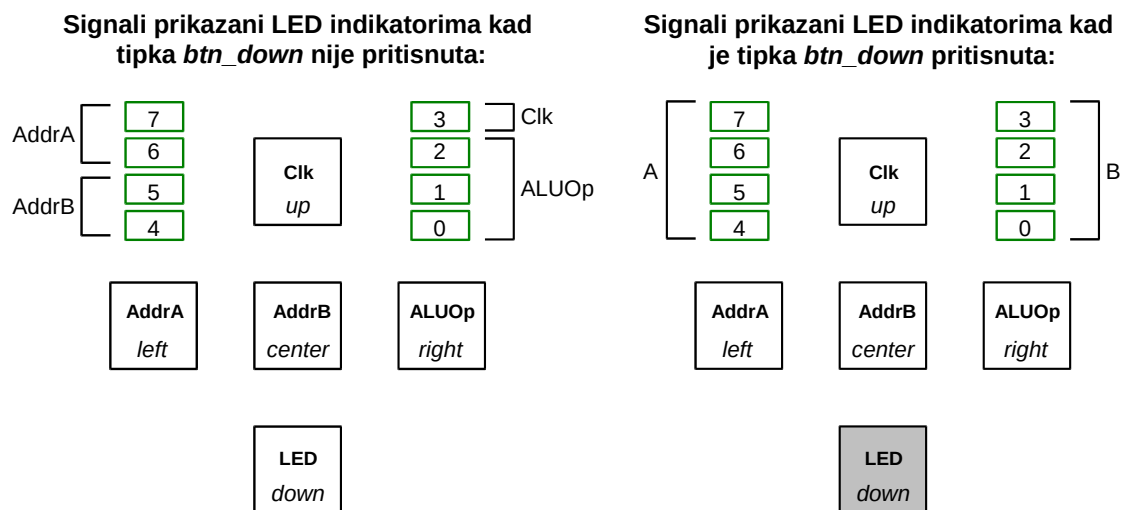 Signali prikazani LED indikatorima kad
tipka btn_down nije pritisnuta:
AddrA
AddrB
7
6
5
4
Clk
up
3
2
1
0
Clk
ALUOp
AddrA
left
AddrB
center
ALUOp
right
LED
down
Signali prikazani LED indikatorima kad
je tipka btn_down pritisnuta:
A
7
6
5
4
Clk
up
3
2
1
0
B
AddrA
left
AddrB
center
ALUOp
right
LED
down